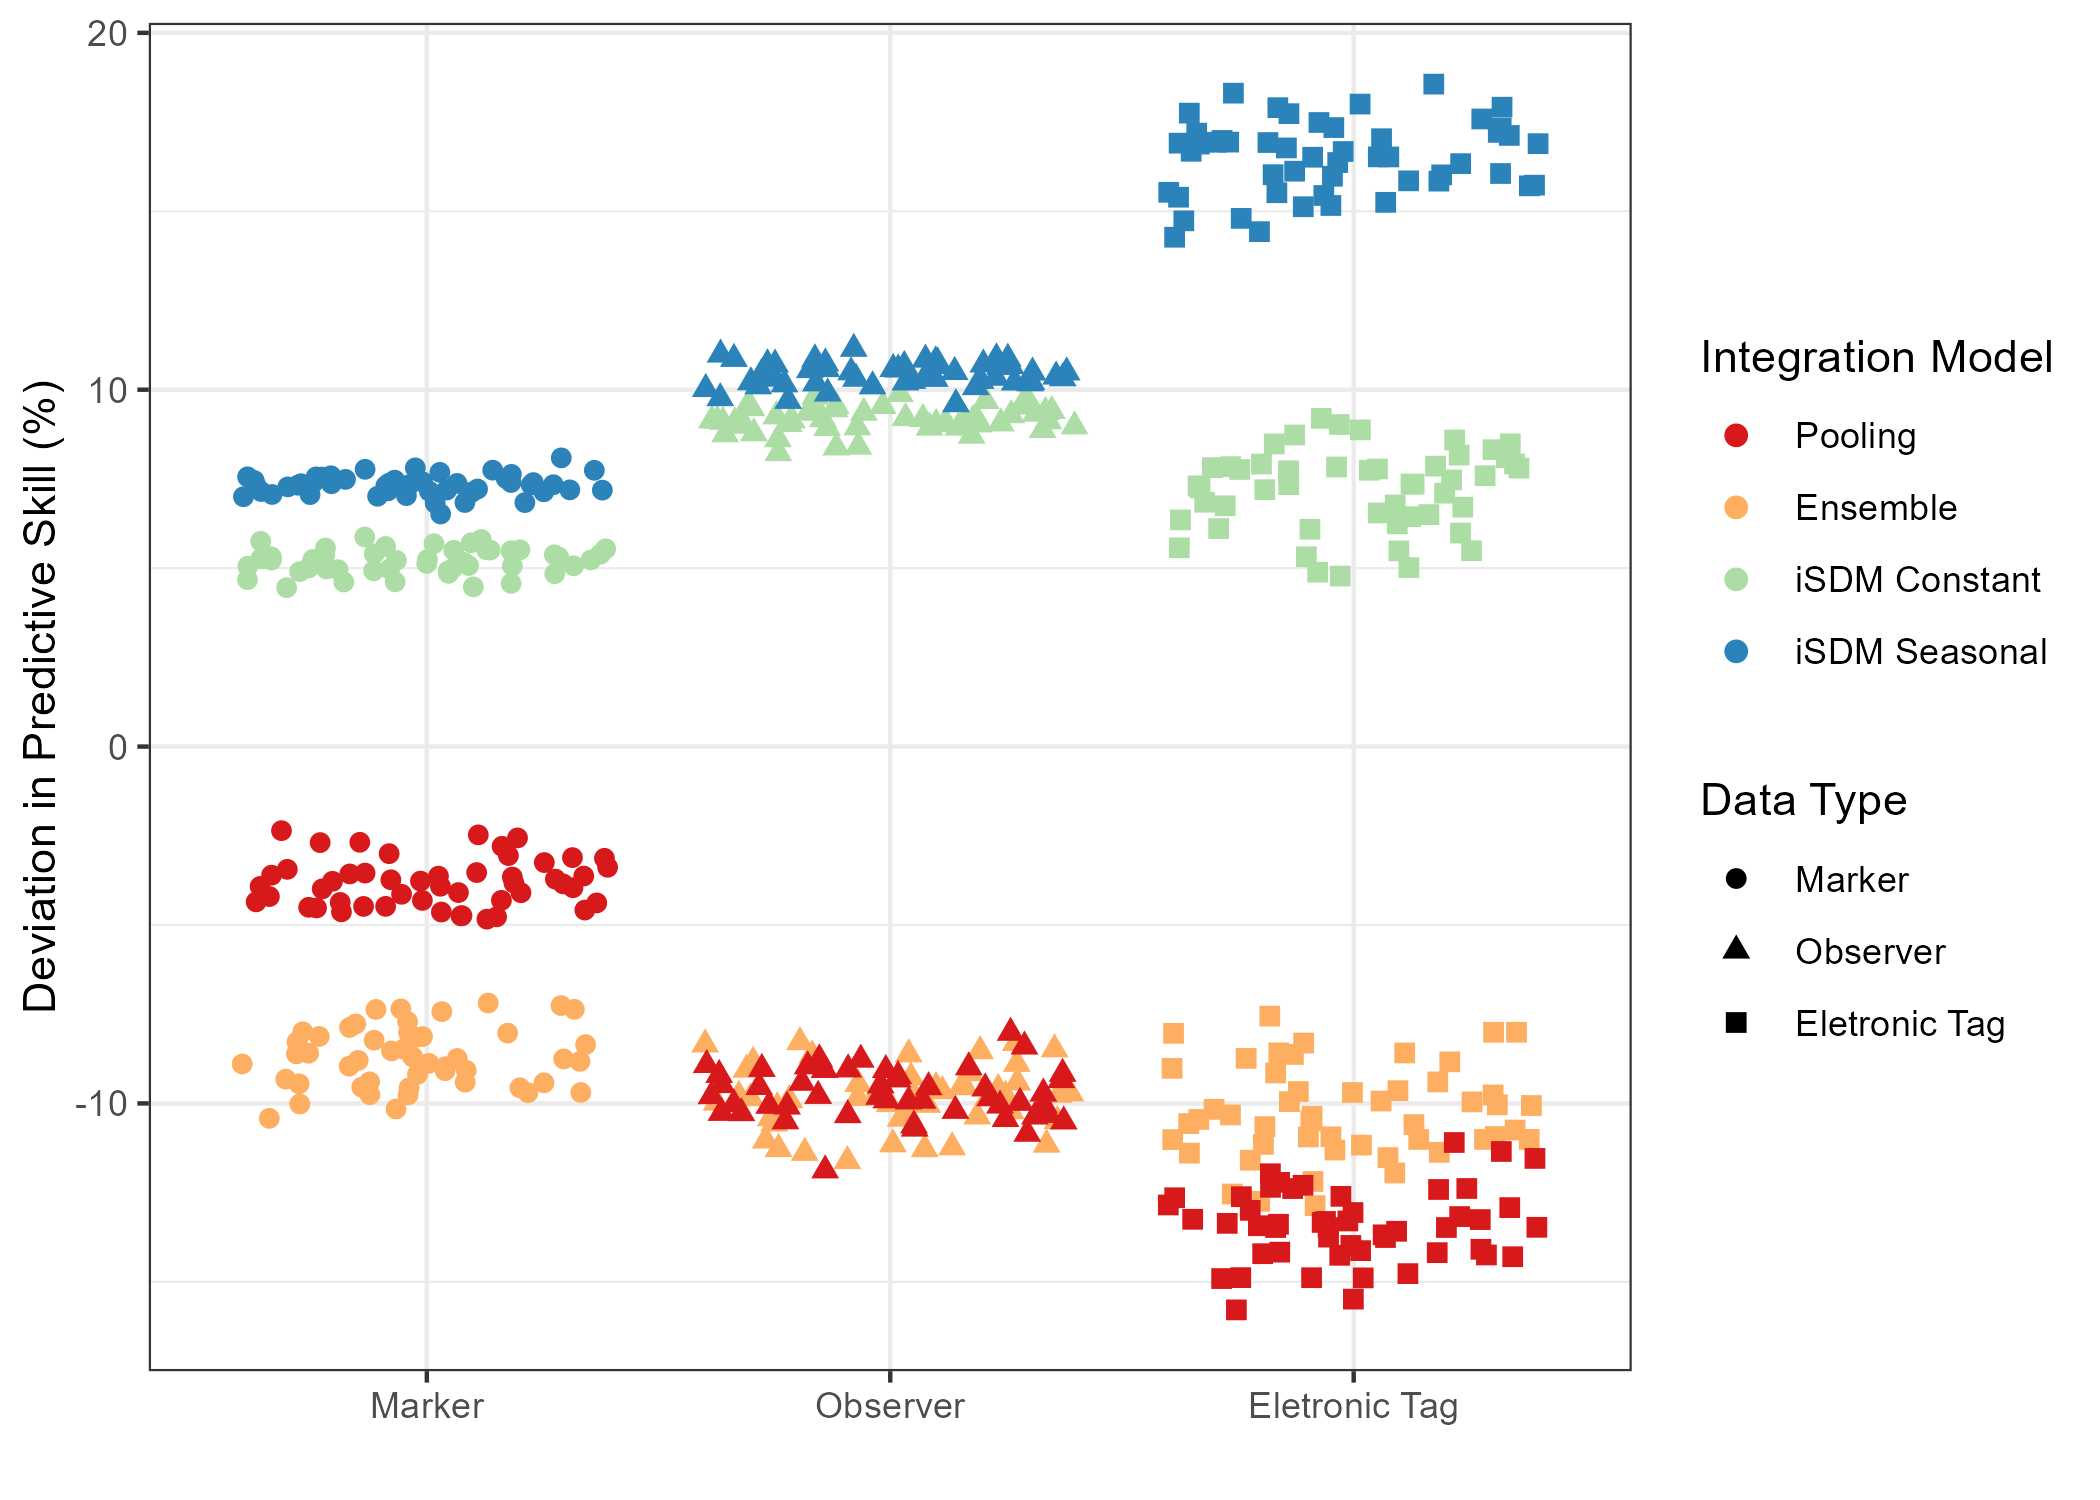 20
10
0
-10
Deviation in Predictive Skill (%)
Marker
Observer
Eletronic Tag
Integration Model
Pooling
Ensemble
iSDM Constant
iSDM Seasonal
Data Type
Marker
Observer
Eletronic Tag